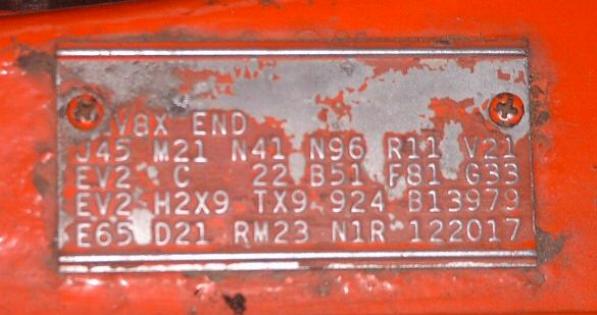 V8X END
J45 M21 N41 N96 R11 V21
EV2 C 22 B51 F81 G33
EV2 H2X9 TX9 924 B13979
E65 D21 RM23 N1R 122017